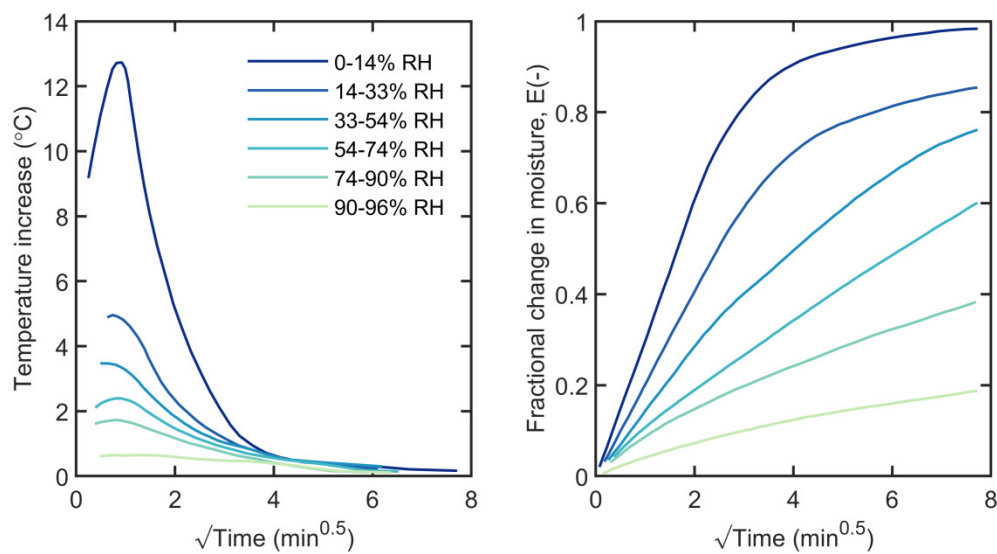 14
12
10
8
6
4
2
0
Temperature increase (°C)
0-14% RH
14-33% RH
33-54% RH
54-74% RH
74-90% RH
90-96% RH
0 2 4 6 8
√Time (min^0.5)
1
0.8
0.6
0.4
0.2
0
Fractional change in moisture, E(-)
0 2 4 6 8
√Time (min^0.5)